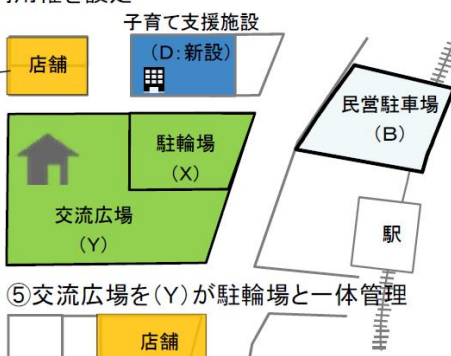 子育て支援施設
店舗
(D:新設)
民営駐車場
(B)
駐輪場
(X)
交流広場
(Y)
駅
⑤交流広場を(Y)が駐輪場と一体管理
店舗